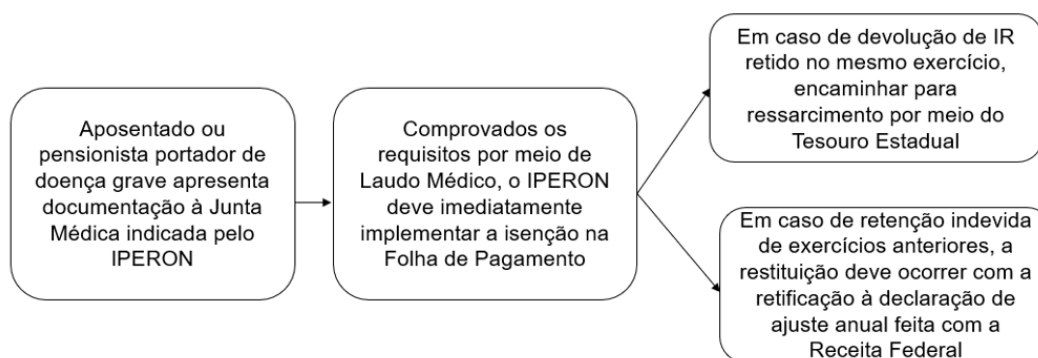 Aposentado ou
pensionista portador de
doença grave apresenta
documentação à Junta
Médica indicada pelo
IPERON
Comprovados os
requisitos por meio de
Laudo Médico, o IPERON
deve imediatamente
implementar a isenção na
Folha de Pagamento
Em caso de devolução de IR
retido no mesmo exercício,
encaminhar para
ressarcimento por meio do
Tesouro Estadual
Em caso de retenção indevida
de exercícios anteriores, a
restituição deve ocorrer com a
retificação à declaração de
ajuste anual feita com a
Receita Federal